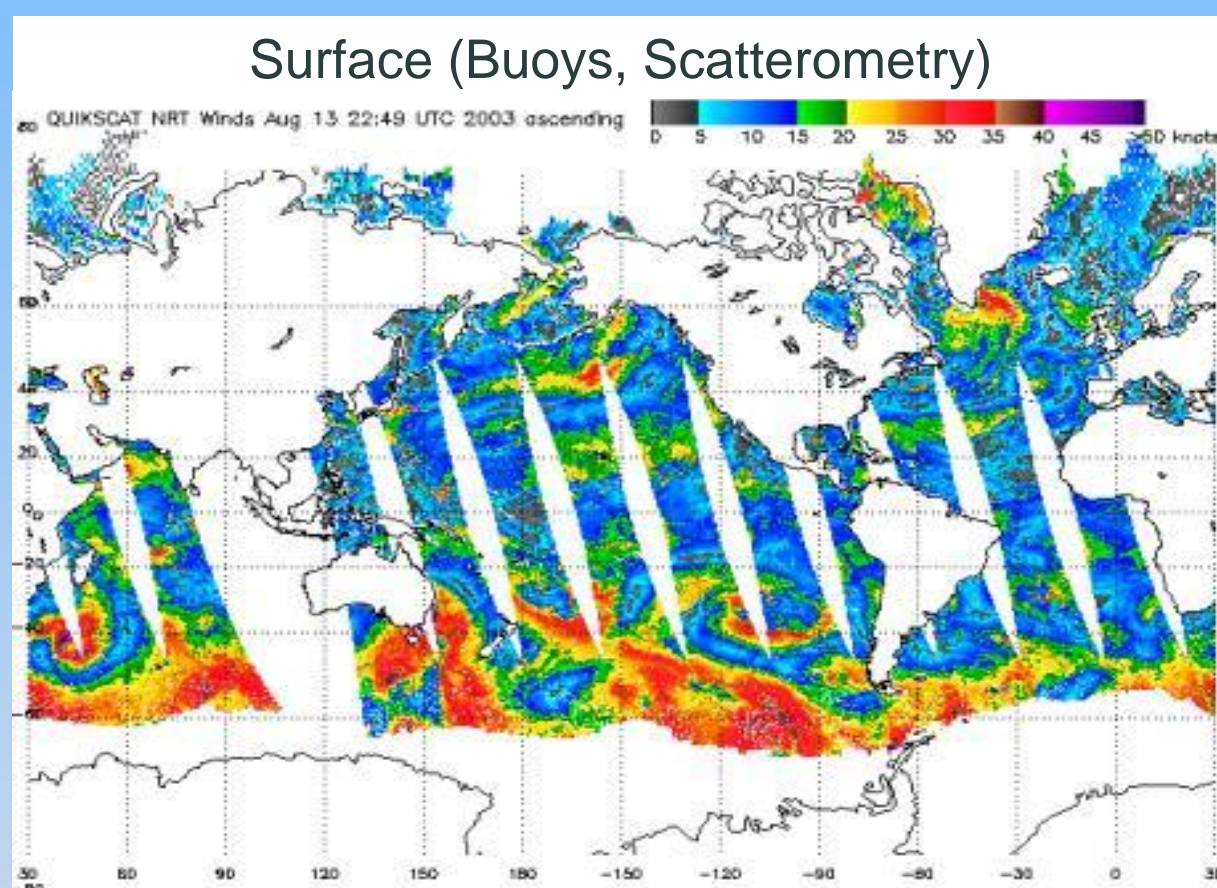 Surface (Buoys, Scatterometry)
QUIKSCAT NRT Winds Aug 13 22:49 UTC 2003 ascending
0 5 10 15 20 25 30 35 40 45 >50 knots
80
60
40
20
0
-20
-40
-60
30 60 90 120 150 180 -150 -120 -90 -60 -30 0 30